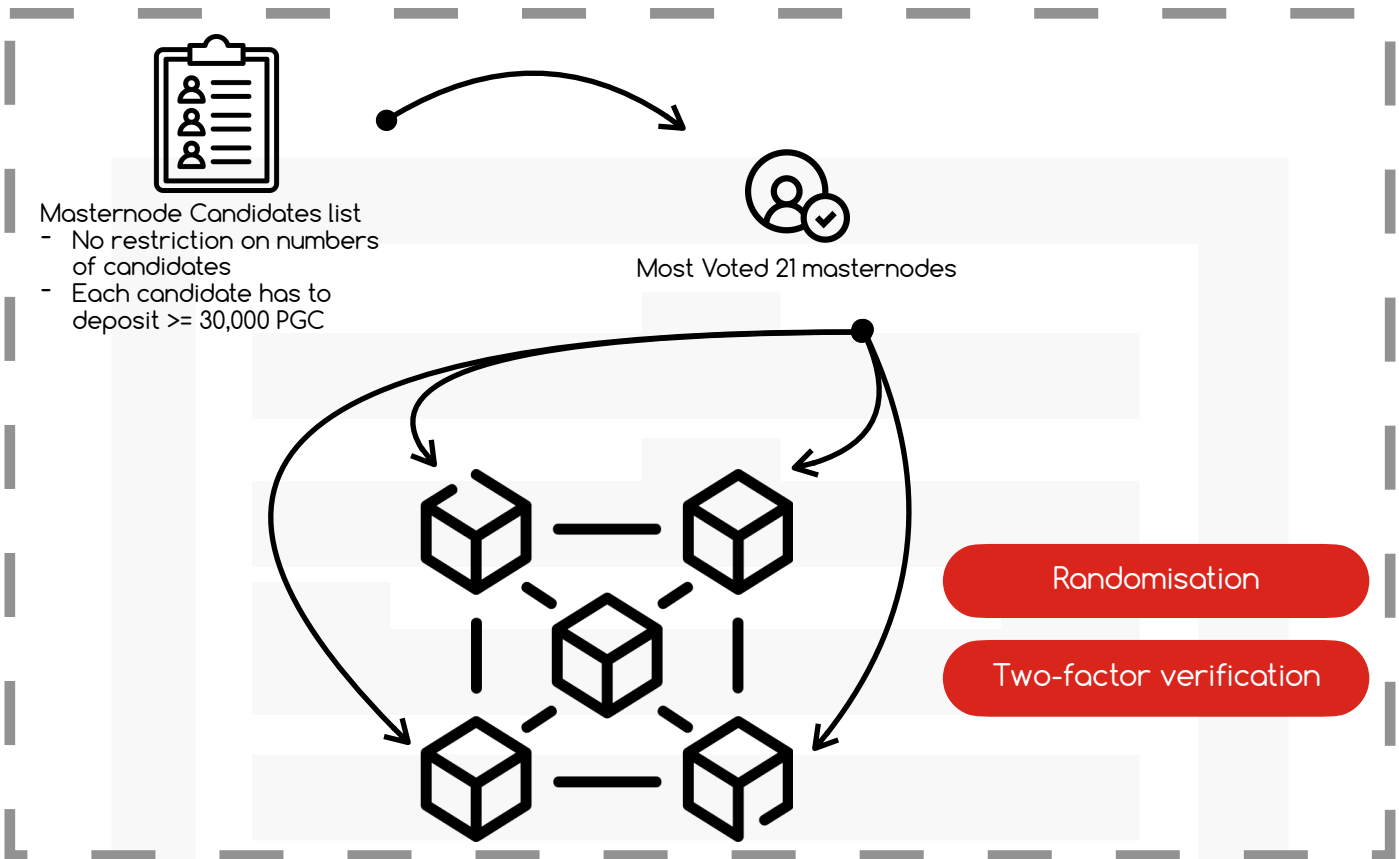 Masternode Candidates list
- No restriction on numbers
of candidates
- Each candidate has to
deposit >= 30,000 PGC
Most Voted 21 masternodes
Randomisation
Two-factor verification